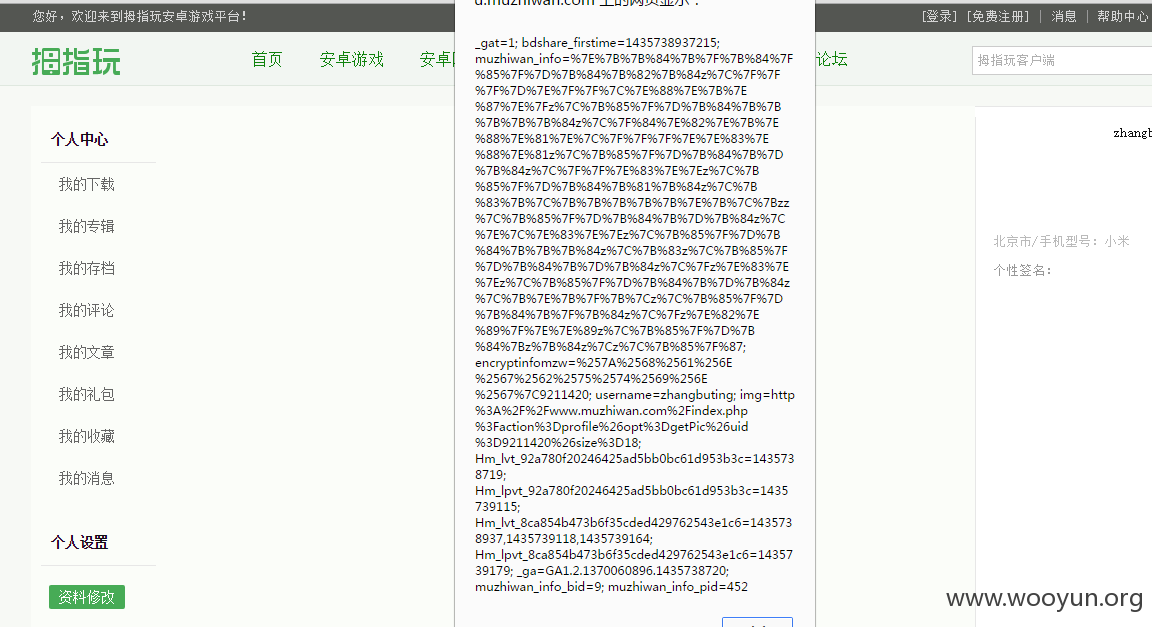 您好，欢迎来到拇指玩安卓游戏平台！
[登录] [免费注册] | 消息 | 帮助中心
u.muzhiwan.com 上的网页显示：
拇指玩
首页
安卓游戏
论坛
拇指玩客户端
_gat=1; bdshare_firstime=1435738937215;
muzhiwan_info=%7E%7B%7B%84%7B%7F%7B%84%7F
%85%7F%7D%7B%84%7B%82%7B%84z%7C%7F%7F
%7F%7D%7E%7F%7F%7C%7E%88%7E%7B%7E
%87%7E%7Fz%7C%7B%85%7F%7D%7B%84%7B%7B
%7B%7B%7B%84z%7C%7F%84%7E%82%7E%7B%7E
%88%7E%81%7E%7C%7F%7F%7F%7E%7E%83%7E
%88%7E%81z%7C%7B%85%7F%7D%7B%84%7B%7D
%7B%84z%7C%7F%7F%7E%83%7E%7Ez%7C%7B
%85%7F%7D%7B%84%7B%81%7B%84z%7C%7B
%83%7B%7C%7B%7B%7B%7B%7B%7E%7B%7C%7Bzz
%7C%7B%85%7F%7D%7B%84%7B%7D%7B%84z%7C
%7E%7C%7E%83%7E%7Ez%7C%7B%85%7F%7D%7B
%84%7B%7B%7B%84z%7C%7B%83z%7C%7B%85%7F
%7D%7B%84%7B%7D%7B%84z%7C%7Fz%7E%83%7E
%7Ez%7C%7B%85%7F%7D%7B%84%7B%7D%7B%84z
%7C%7B%7E%7B%7F%7B%7Cz%7C%7B%85%7F%7D
%7B%84%7B%7F%7B%84z%7C%7Fz%7E%82%7E
%89%7F%7E%7E%89z%7C%7B%85%7F%7D%7B
%84%7Bz%7B%84z%7Cz%7C%7B%85%7F%87;
encryptinfomzw=%257A%2568%2561%256E
%2567%2562%2575%2574%2569%256E
%2567%7C9211420; username=zhangbuting; img=http
%3A%2F%2Fwww.muzhiwan.com%2Findex.php
%3Faction%3Dprofile%26opt%3DgetPic%26uid
%3D9211420%26size%3D18;
Hm_lvt_92a780f20246425ad5bb0bc61d953b3c=143573
8719;
Hm_lpvt_92a780f20246425ad5bb0bc61d953b3c=1435
739115;
Hm_lvt_8ca854b473b6f35cded429762543e1c6=143573
8937,1435739118,1435739164;
Hm_lpvt_8ca854b473b6f35cded429762543e1c6=1435
739179; _ga=GA1.2.1370060896.1435738720;
muzhiwan_info_bid=9; muzhiwan_info_pid=452
个人中心
我的下载
我的专辑
我的存档
我的评论
我的文章
我的礼包
我的收藏
我的消息
个人设置
资料修改
北京市/手机型号：小米
个性签名：
www.wooyun.org